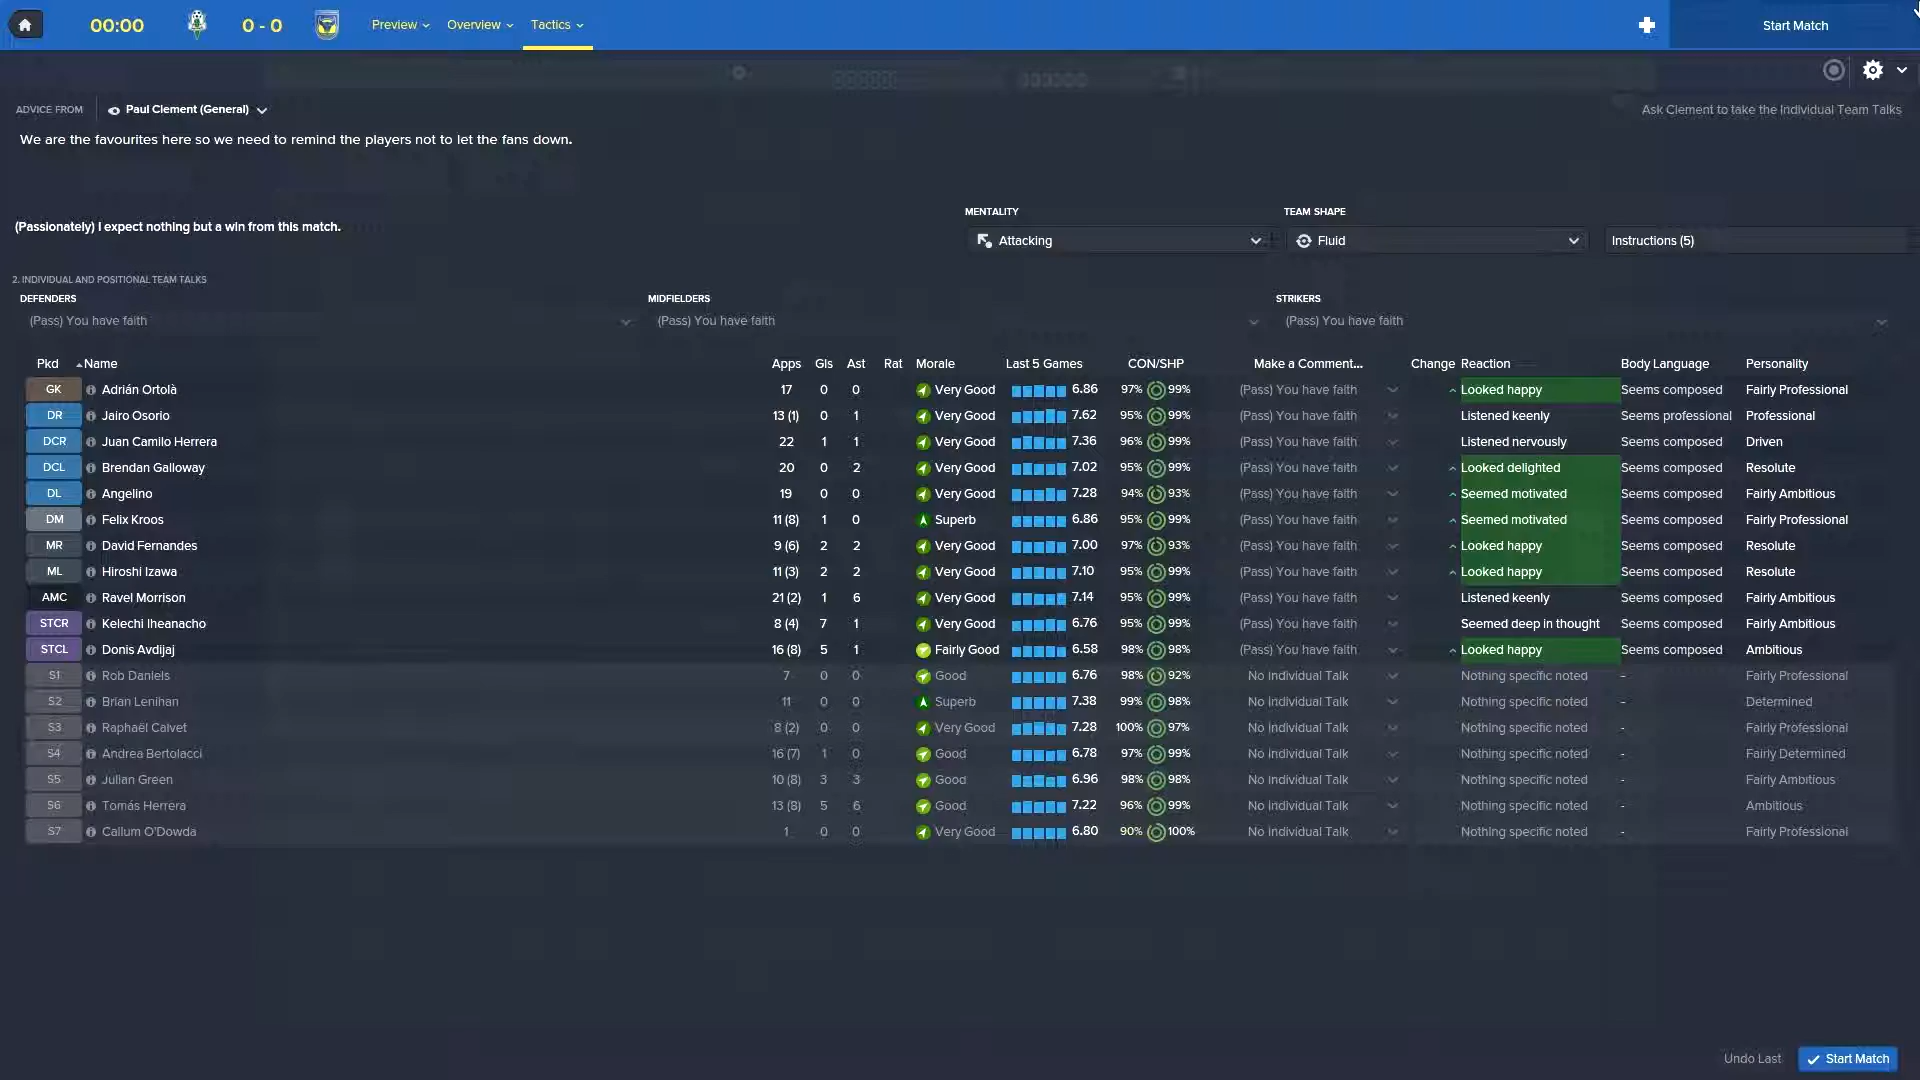 00:00 0 - 0 Preview Overview Tactics Start Match
ADVICE FROM Paul Clement (General) Ask Clement to take the Individual Team Talks
We are the favourites here so we need to remind the players not to let the fans down.
MENTALITY TEAM SHAPE
(Passionately) I expect nothing but a win from this match.
Attacking Fluid Instructions (5)
2. INDIVIDUAL AND POSITIONAL TEAM TALKS
DEFENDERS MIDFIELDERS STRIKERS
(Pass) You have faith (Pass) You have faith (Pass) You have faith
Pkd Name Apps Gls Ast Rat Morale Last 5 Games CON/SHP Make a Comment... Change Reaction Body Language Personality
GK Adrián Ortolà 17 0 0 Very Good 6.86 97% 99% (Pass) You have faith Looked happy Seems composed Fairly Professional
DR Jairo Osorio 13 (1) 0 1 Very Good 7.62 95% 99% (Pass) You have faith Listened keenly Seems professional Professional
DCR Juan Camilo Herrera 22 1 1 Very Good 7.36 96% 99% (Pass) You have faith Listened nervously Seems composed Driven
DCL Brendan Galloway 20 0 2 Very Good 7.02 95% 99% (Pass) You have faith Looked delighted Seems composed Resolute
DL Angelino 19 0 0 Very Good 7.28 94% 93% (Pass) You have faith Seemed motivated Seems composed Fairly Ambitious
DM Felix Kroos 11 (8) 1 0 Superb 6.86 95% 99% (Pass) You have faith Seemed motivated Seems composed Fairly Professional
MR David Fernandes 9 (6) 2 2 Very Good 7.00 97% 93% (Pass) You have faith Looked happy Seems composed Resolute
ML Hiroshi Izawa 11 (3) 2 2 Very Good 7.10 95% 99% (Pass) You have faith Looked happy Seems composed Resolute
AMC Ravel Morrison 21 (2) 1 6 Very Good 7.14 95% 99% (Pass) You have faith Listened keenly Seems composed Fairly Ambitious
STCR Kelechi Iheanacho 8 (4) 7 1 Very Good 6.76 95% 99% (Pass) You have faith Seemed deep in thought Seems composed Fairly Ambitious
STCL Donis Avdijaj 16 (8) 5 1 Fairly Good 6.58 98% 98% (Pass) You have faith Looked happy Seems composed Ambitious
S1 Rob Daniels 7 0 0 Good 6.76 98% 92% No Individual Talk Nothing specific noted - Fairly Professional
S2 Brian Lenihan 11 0 0 Superb 7.38 99% 98% No Individual Talk Nothing specific noted - Determined
S3 Raphaël Calvet 8 (2) 0 0 Very Good 7.28 100% 97% No Individual Talk Nothing specific noted - Fairly Professional
S4 Andrea Bertolacci 16 (7) 1 0 Good 6.78 97% 99% No Individual Talk Nothing specific noted - Fairly Determined
S5 Julian Green 10 (8) 3 3 Good 6.96 98% 98% No Individual Talk Nothing specific noted - Fairly Ambitious
S6 Tomás Herrera 13 (8) 5 6 Good 7.22 96% 99% No Individual Talk Nothing specific noted - Ambitious
S7 Callum O'Dowda 1 0 0 Very Good 6.80 90% 100% No Individual Talk Nothing specific noted - Fairly Professional
Undo Last Start Match